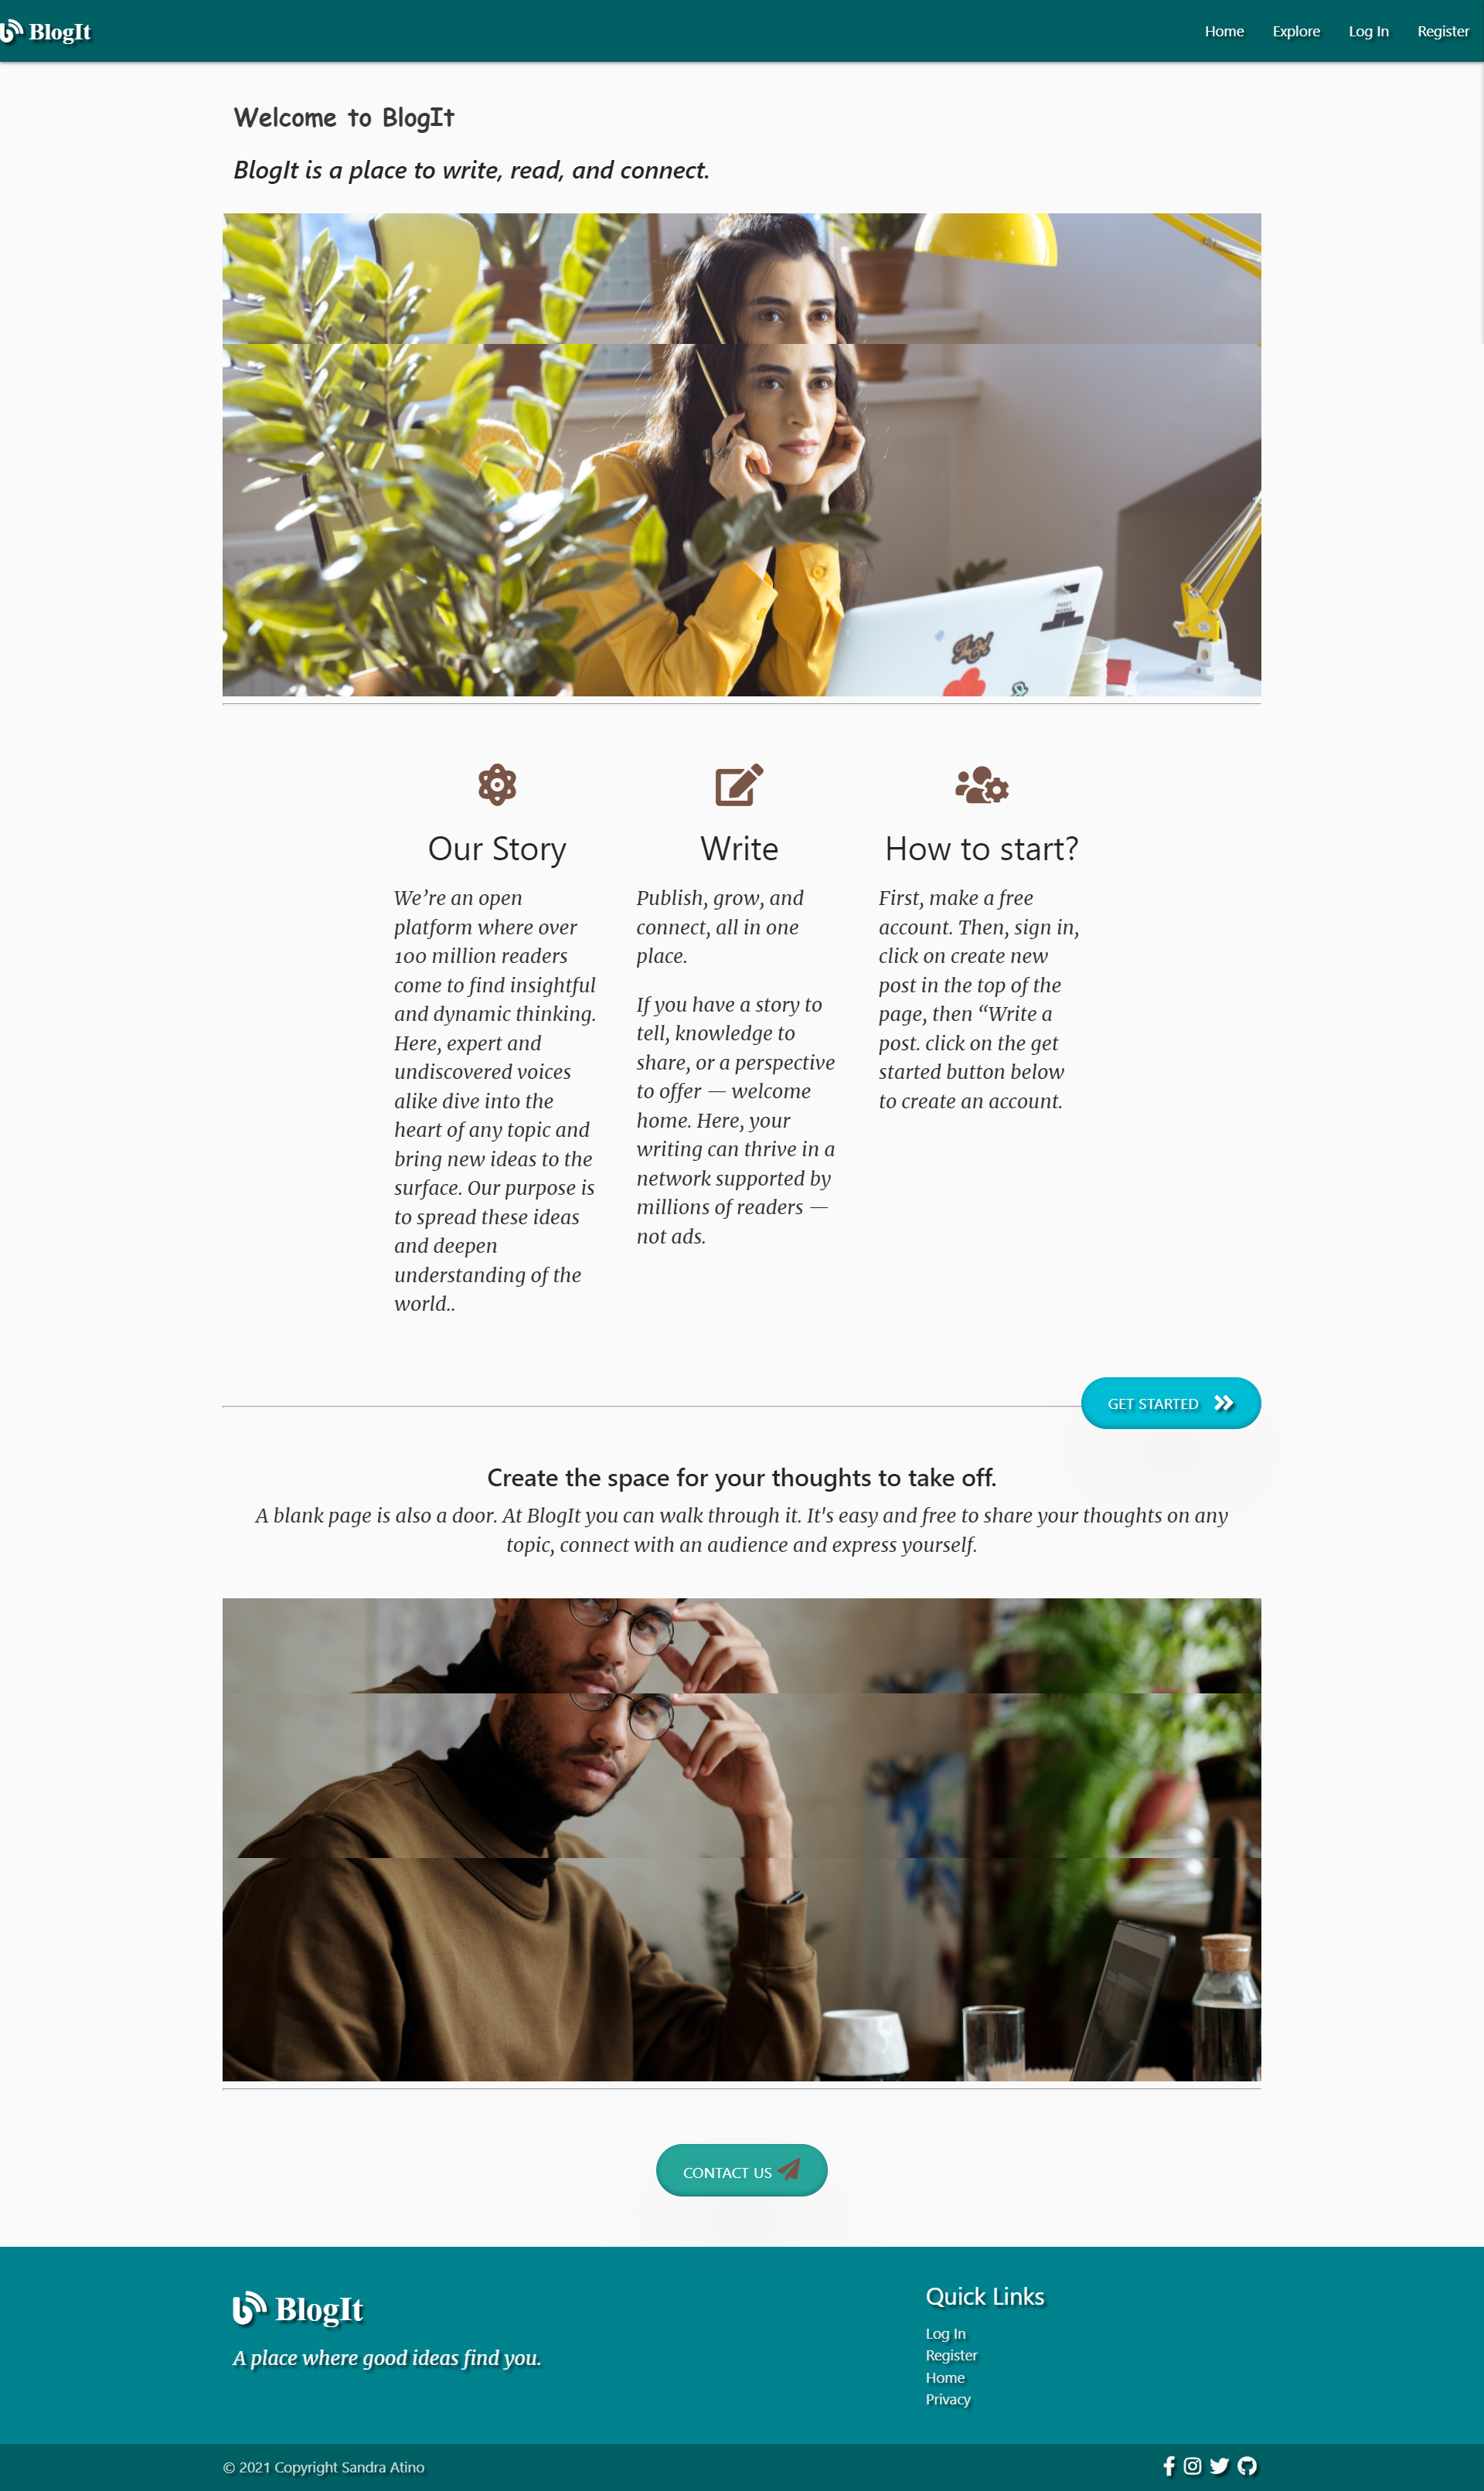 BlogIt
Home Explore Log In Register
Welcome to BlogIt
BlogIt is a place to write, read, and connect.
Our Story
We’re an open
platform where over
100 million readers
come to find insightful
and dynamic thinking.
Here, expert and
undiscovered voices
alike dive into the
heart of any topic and
bring new ideas to the
surface. Our purpose is
to spread these ideas
and deepen
understanding of the
world..
Write
Publish, grow, and
connect, all in one
place.
If you have a story to
tell, knowledge to
share, or a perspective
to offer — welcome
home. Here, your
writing can thrive in a
network supported by
millions of readers —
not ads.
How to start?
First, make a free
account. Then, sign in,
click on create new
post in the top of the
page, then “Write a
post. click on the get
started button below
to create an account.
GET STARTED
Create the space for your thoughts to take off.
A blank page is also a door. At BlogIt you can walk through it. It's easy and free to share your thoughts on any
topic, connect with an audience and express yourself.
CONTACT US
BlogIt
A place where good ideas find you.
Quick Links
Log In
Register
Home
Privacy
© 2021 Copyright Sandra Atino